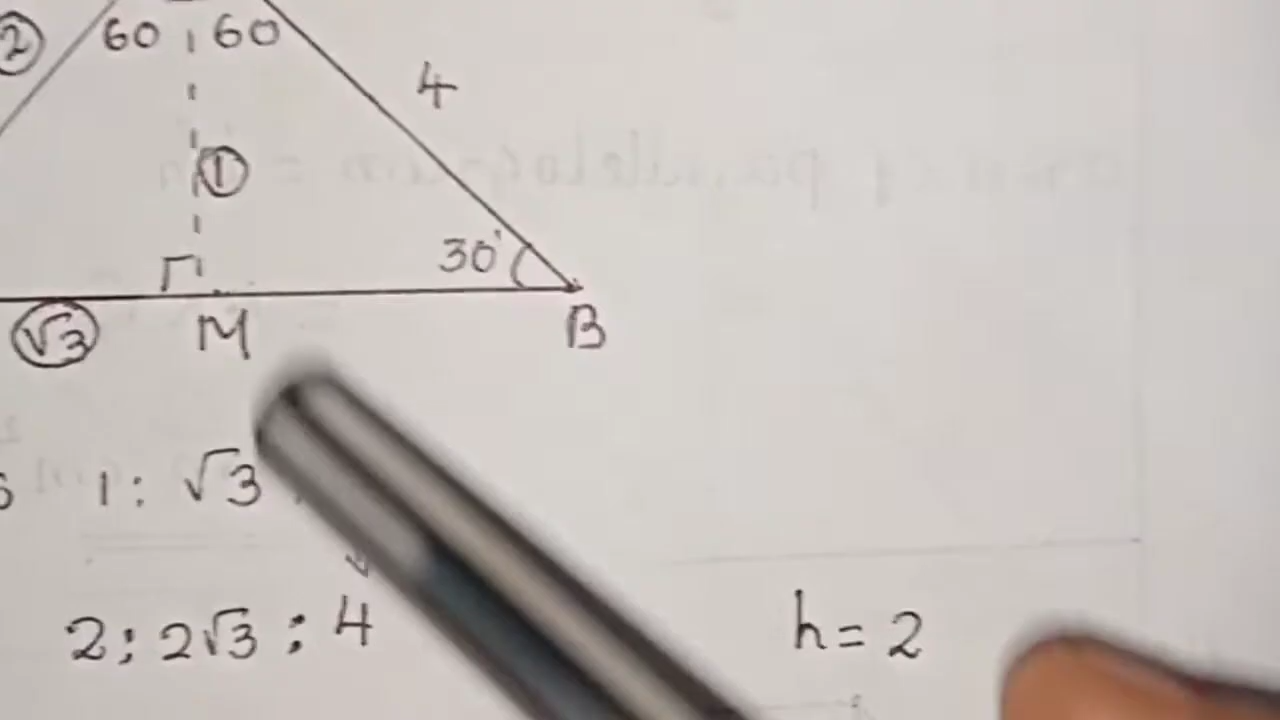 2 60 60
4
1
30°
√3 M B
1 : √3
2 : 2√3 : 4
h = 2